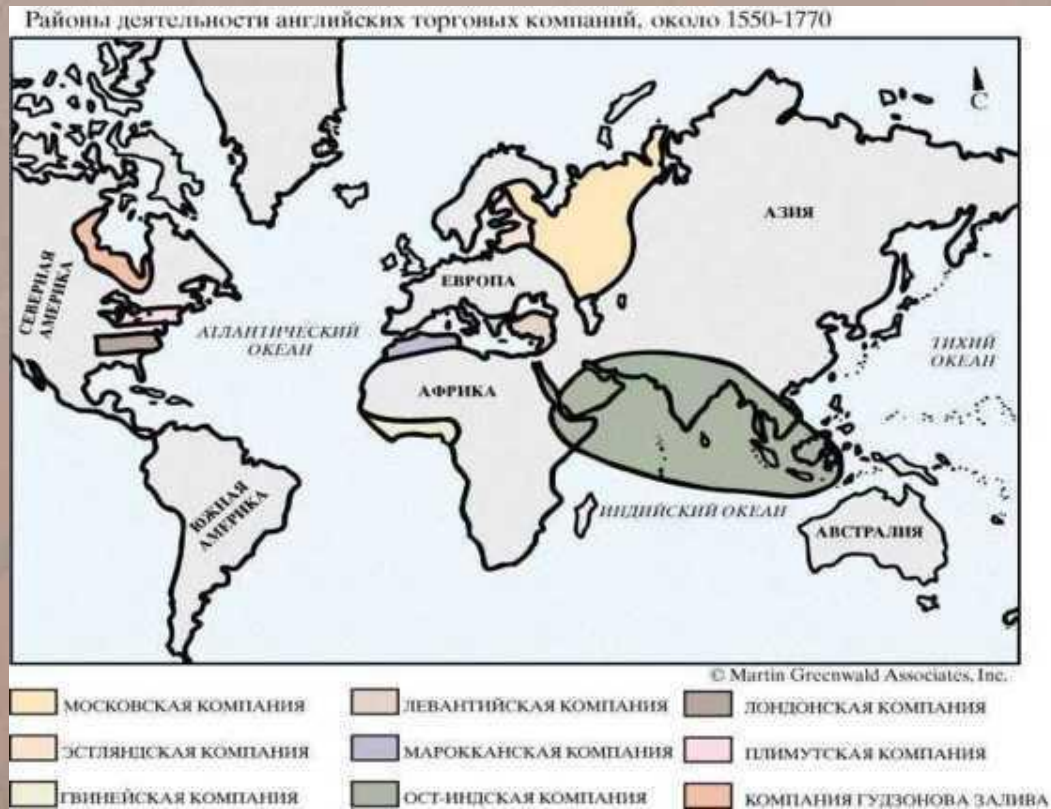 Районы деятельности английских торговых компаний, около 1550-1770
С
АЗИЯ
ЕВРОПА
СЕВЕРНАЯ
АМЕРИКА
АТЛАНТИЧЕСКИЙ
ОКЕАН
ТИХИЙ
ОКЕАН
АФРИКА
ЮЖНАЯ
АМЕРИКА
ИНДИЙСКИЙ ОКЕАН
АВСТРАЛИЯ
© Martin Greenwald Associates, Inc.
МОСКОВСКАЯ КОМПАНИЯ
ЛЕВАНТИЙСКАЯ КОМПАНИЯ
ЛОНДОНСКАЯ КОМПАНИЯ
ЭСТЛЯНДСКАЯ КОМПАНИЯ
МАРОККАНСКАЯ КОМПАНИЯ
ПЛИМУТСКАЯ КОМПАНИЯ
ГВИНЕЙСКАЯ КОМПАНИЯ
ОСТ-ИНДСКАЯ КОМПАНИЯ
КОМПАНИЯ ГУДЗОНОВА ЗАЛИВА